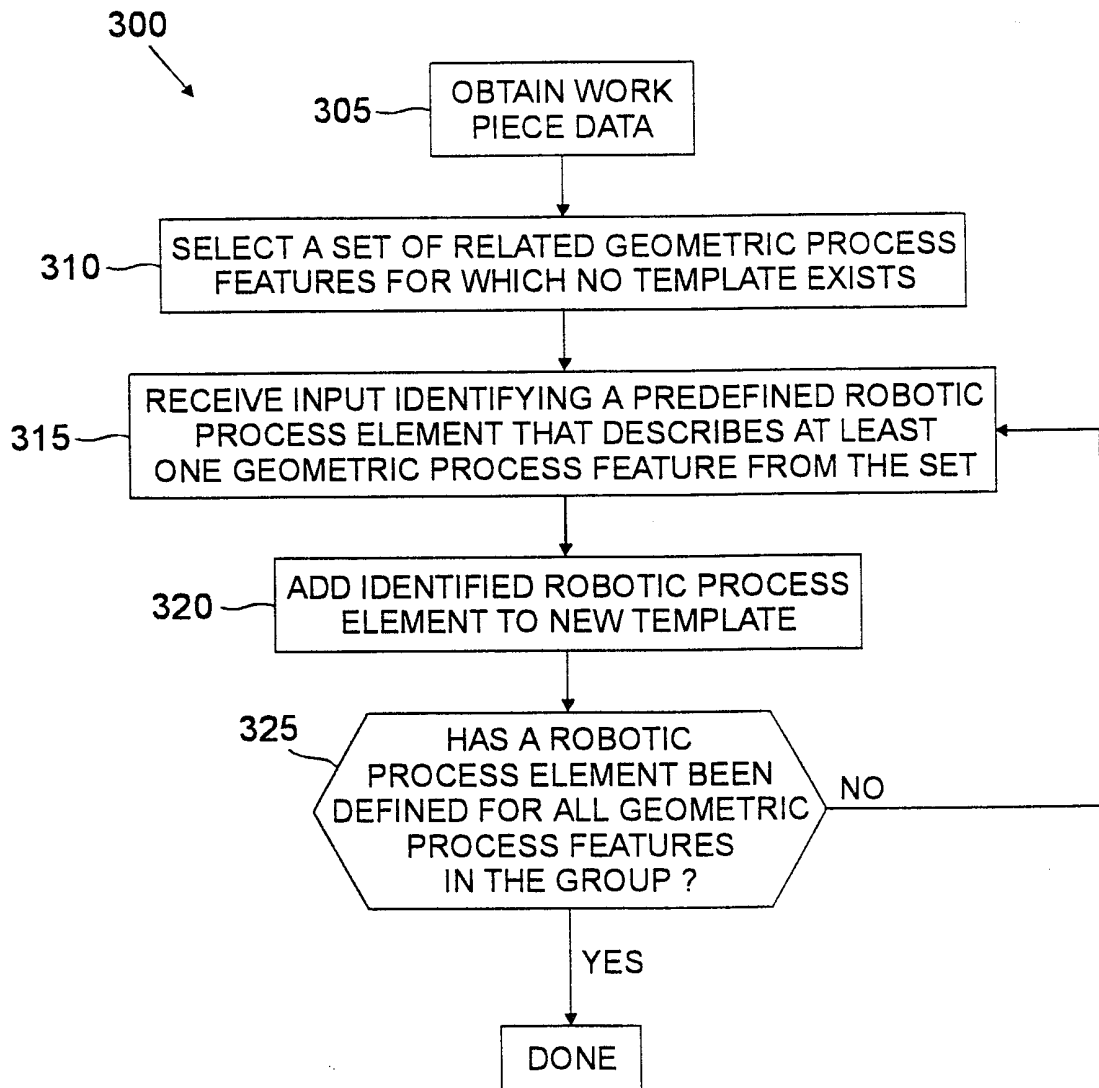 300
305
OBTAIN WORK
PIECE DATA
310
SELECT A SET OF RELATED GEOMETRIC PROCESS
FEATURES FOR WHICH NO TEMPLATE EXISTS
315
RECEIVE INPUT IDENTIFYING A PREDEFINED ROBOTIC
PROCESS ELEMENT THAT DESCRIBES AT LEAST
ONE GEOMETRIC PROCESS FEATURE FROM THE SET
320
ADD IDENTIFIED ROBOTIC PROCESS
ELEMENT TO NEW TEMPLATE
325
HAS A ROBOTIC
PROCESS ELEMENT BEEN
DEFINED FOR ALL GEOMETRIC
PROCESS FEATURES
IN THE GROUP ?
NO
YES
DONE